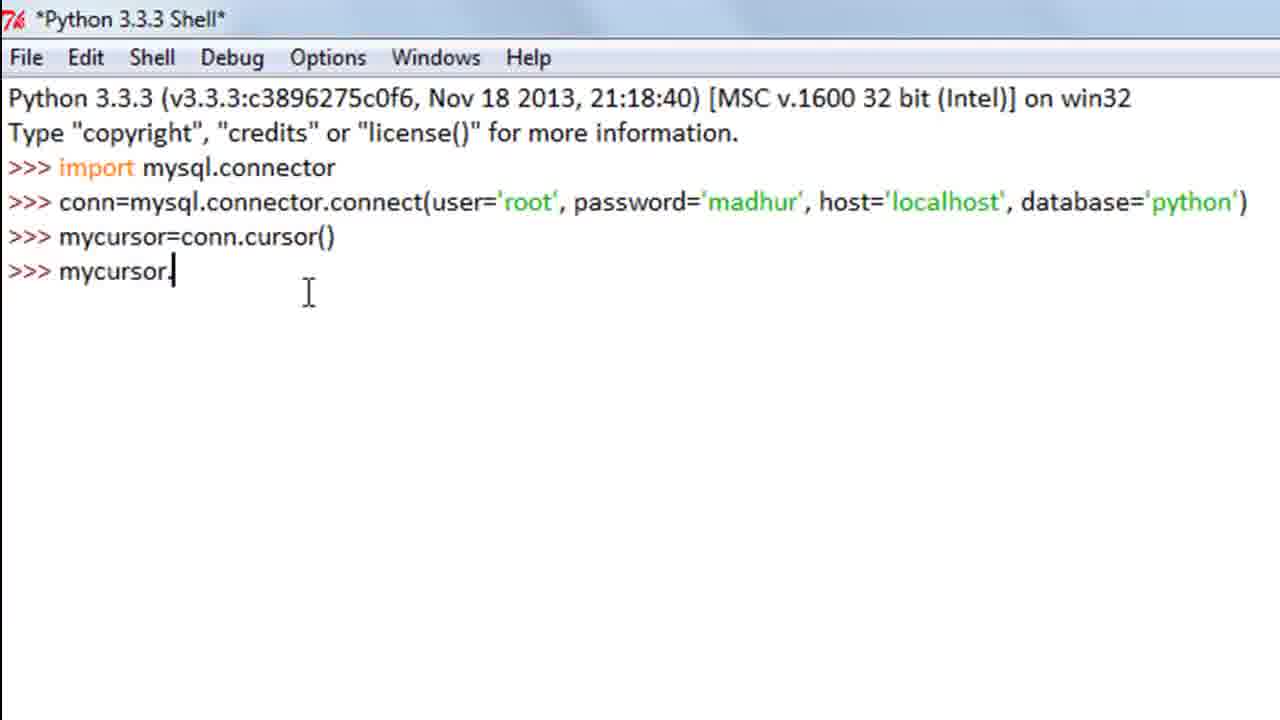 *Python 3.3.3 Shell*
File Edit Shell Debug Options Windows Help
Python 3.3.3 (v3.3.3:c3896275c0f6, Nov 18 2013, 21:18:40) [MSC v.1600 32 bit (Intel)] on win32
Type "copyright", "credits" or "license()" for more information.
>>> import mysql.connector
>>> conn=mysql.connector.connect(user='root', password='madhur', host='localhost', database='python')
>>> mycursor=conn.cursor()
>>> mycursor.